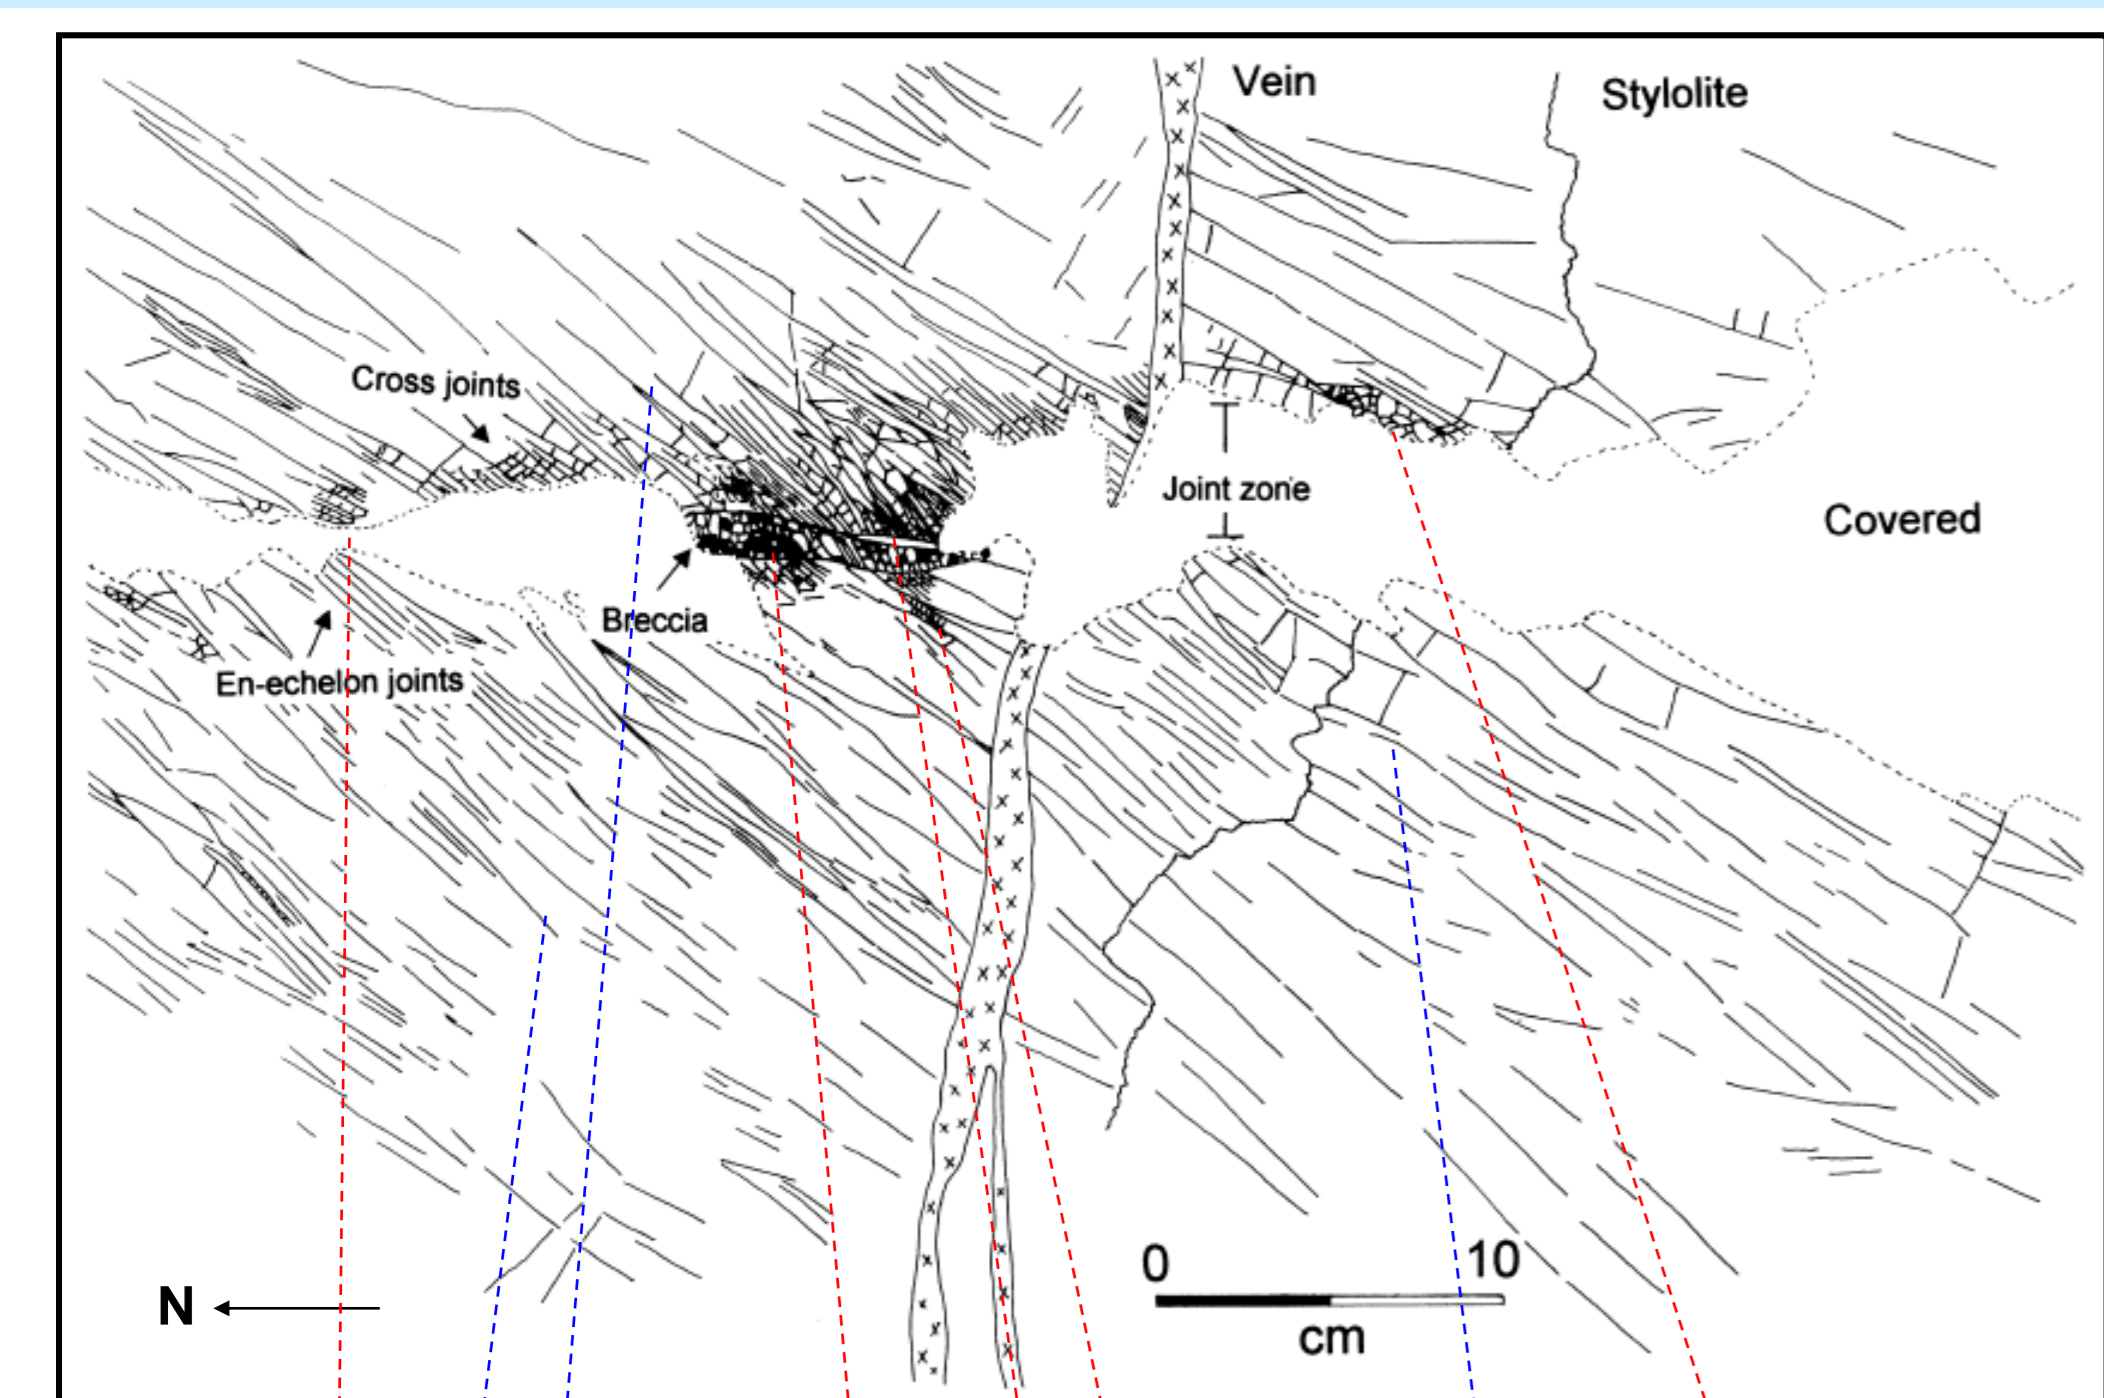 Vein
Stylolite
Cross joints
Joint zone
Covered
Breccia
En-echelon joints
0 10
N
cm